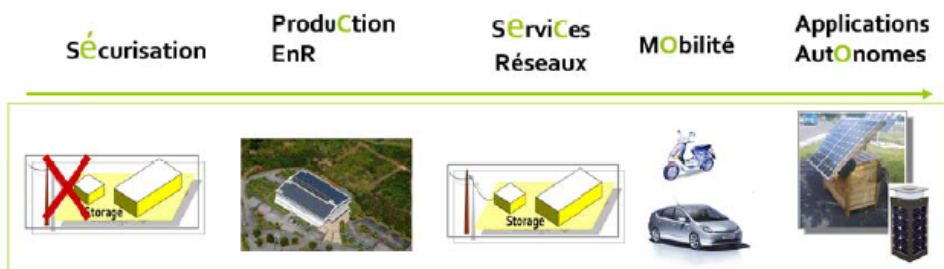 Sécurisation
ProduCtion
EnR
ServiCes
Réseaux
MObilité
Applications
AutOnomes
Storage
Storage